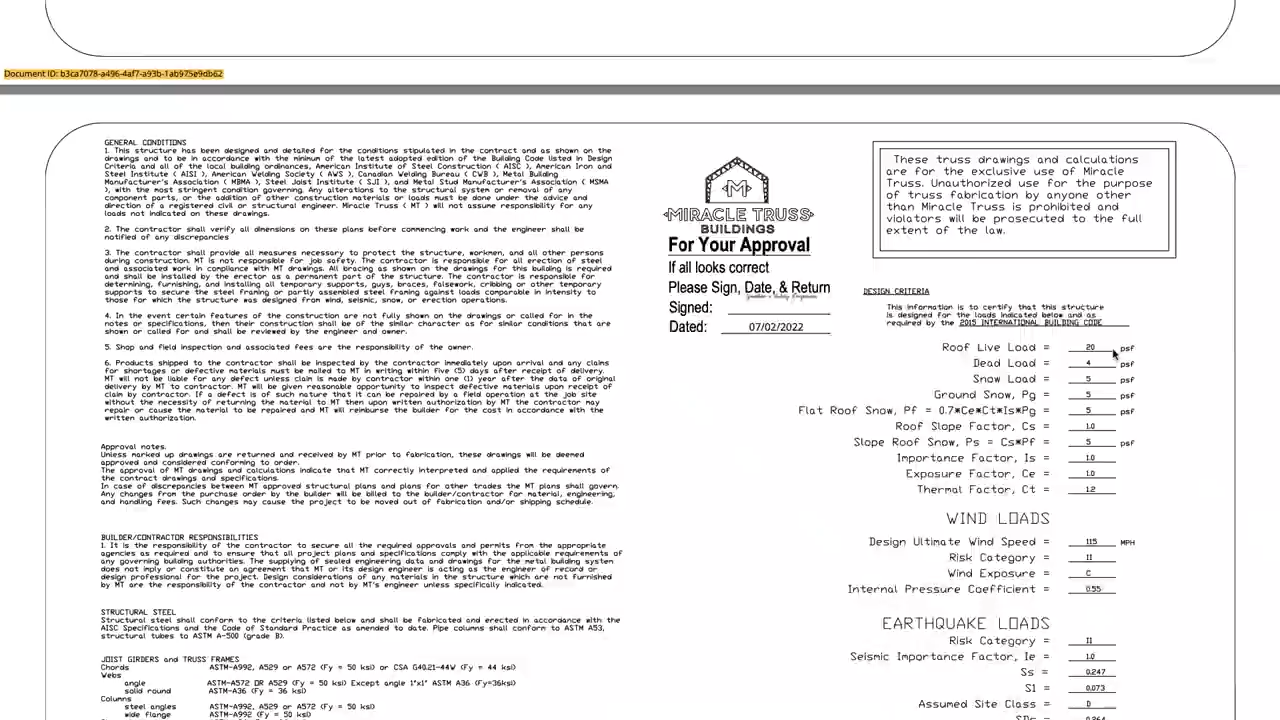 Document ID: b3ca7078-a496-4af7-a93b-1ab975e9db62
GENERAL CONDITIONS
1. This structure has been designed and detailed for the conditions stipulated in the contract and as shown on the
drawings and to be in accordance with the minimum of the latest adopted edition of the Building Code listed in Design
Criteria and all of the local building ordinances, American Institute of Steel Construction ( AISC ), American Iron and
Steel Institute ( AISI ), American Welding Society ( AWS ), Canadian Welding Bureau ( CWB ), Metal Building
Manufacturer's Association ( MBMA ), Steel Joist Institute ( SJI ), and Metal Stud Manufacturer's Association ( MSMA
), with the most stringent condition governing. Any alterations to the structural system or removal of any
component parts, or the addition of other construction materials or loads must be done under the advice and
direction of a registered civil or structural engineer. Miracle Truss ( MT ) will not assume responsibility for any
loads not indicated on these drawings.
2. The contractor shall verify all dimensions on these plans before commencing work and the engineer shall be
notified of any discrepancies
3. The contractor shall provide all measures necessary to protect the structure, workmen, and all other persons
during construction. MT is not responsible for job safety. The contractor is responsible for all erection of steel
and associated work in compliance with MT drawings. All bracing as shown on the drawings for this building is required
and shall be installed by the erector as a permanent part of the structure. The contractor is responsible for
determining, furnishing, and installing all temporary supports, guys, braces, falsework, cribbing or other temporary
supports to secure the steel framing or partly assembled steel framing against loads comparable in intensity to
those for which the structure was designed from wind, seismic, snow, or erection operations.
4. In the event certain features of the construction are not fully shown on the drawings or called for in the
notes or specifications, then their construction shall be of the similar character as for similar conditions that are
shown or called for and shall be reviewed by the engineer and owner.
5. Shop and field inspection and associated fees are the responsibility of the owner.
6. Products shipped to the contractor shall be inspected by the contractor immediately upon arrival and any claims
for shortages or defective materials must be mailed to MT in writing within five (5) days after receipt of delivery.
MT will not be liable for any defect unless claim is made by contractor within one (1) year after the date of original
delivery by MT to contractor. MT will be given reasonable opportunity to inspect defective materials upon receipt of
claim by contractor. If a defect is of such nature that it can be repaired by a field operation at the job site
without the necessity of returning the material to MT then upon written authorization by MT the contractor may
repair or cause the material to be repaired and MT will reimburse the builder for the cost in accordance with the
written authorization.
Approval notes.
Unless marked up drawings are returned and received by MT prior to fabrication, these drawings will be deemed
approved and considered conforming to order.
The approval of MT drawings and calculations indicate that MT correctly interpreted and applied the requirements of
the contract drawings and specifications.
In case of discrepancies between MT approved structural plans and plans for other trades the MT plans shall govern.
Any changes from the purchase order by the builder will be billed to the builder/contractor for material, engineering,
and handling fees. Such changes may cause the project to be moved out of fabrication and/or shipping schedule.
BUILDER/CONTRACTOR RESPONSIBILITIES
1. It is the responsibility of the contractor to secure all the required approvals and permits from the appropriate
agencies as required and to ensure that all project plans and specifications comply with the applicable requirements of
any governing building authorities. The supplying of sealed engineering data and drawings for the metal building system
does not imply or constitute an agreement that MT or its design engineer is acting as the engineer of record or
design professional for the project. Design considerations of any materials in the structure which are not furnished
by MT are the responsibility of the contractor and not by MT's engineer unless specifically indicated.
STRUCTURAL STEEL
Structural steel shall conform to the criteria listed below and shall be fabricated and erected in accordance with the
AISC Specifications and the Code of Standard Practice as amended to date. Pipe columns shall conform to ASTM A53,
structural tubes to ASTM A-500 (grade B).
JOIST GIRDERS and TRUSS FRAMES
Chords ASTM-A992, A529 or A572 (Fy = 50 ksi) or CSA G40.21-44W (Fy = 44 ksi)
Webs
angle ASTM-A572 OR A529 (Fy = 50 ksi) Except angle 1"x1" ASTM A36 (Fy=36ksi)
solid round ASTM-A36 (Fy = 36 ksi)
Columns
steel angles ASTM-A992, A529 or A572 (Fy = 50 ksi)
wide flange ASTM-A992 (Fy = 50 ksi)
M
MIRACLE TRUSS
BUILDINGS
For Your Approval
If all looks correct
Please Sign, Date, & Return
Signed:
Dated: 07/02/2022
These truss drawings and calculations
are for the exclusive use of Miracle
Truss. Unauthorized use for the purpose
of truss fabrication by anyone other
than Miracle Truss is prohibited and
violators will be prosecuted to the full
extent of the law.
DESIGN CRITERIA
This information is to certify that this structure
is designed for the loads indicated below and as
required by the 2015 INTERNATIONAL BUILDING CODE
Roof Live Load = 20 psf
Dead Load = 4 psf
Snow Load = 5 psf
Ground Snow, Pg = 5 psf
Flat Roof Snow, Pf = 0.7*Ce*Ct*Is*Pg = 5 psf
Roof Slope Factor, Cs = 1.0
Slope Roof Snow, Ps = Cs*Pf = 5 psf
Importance Factor, Is = 1.0
Exposure Factor, Ce = 1.0
Thermal Factor, Ct = 1.2
WIND LOADS
Design Ultimate Wind Speed = 115 MPH
Risk Category = II
Wind Exposure = C
Internal Pressure Coefficient = 0.55
EARTHQUAKE LOADS
Risk Category = II
Seismic Importance Factor, Ie = 1.0
Ss = 0.247
S1 = 0.073
Assumed Site Class = D
SDs = 0.264